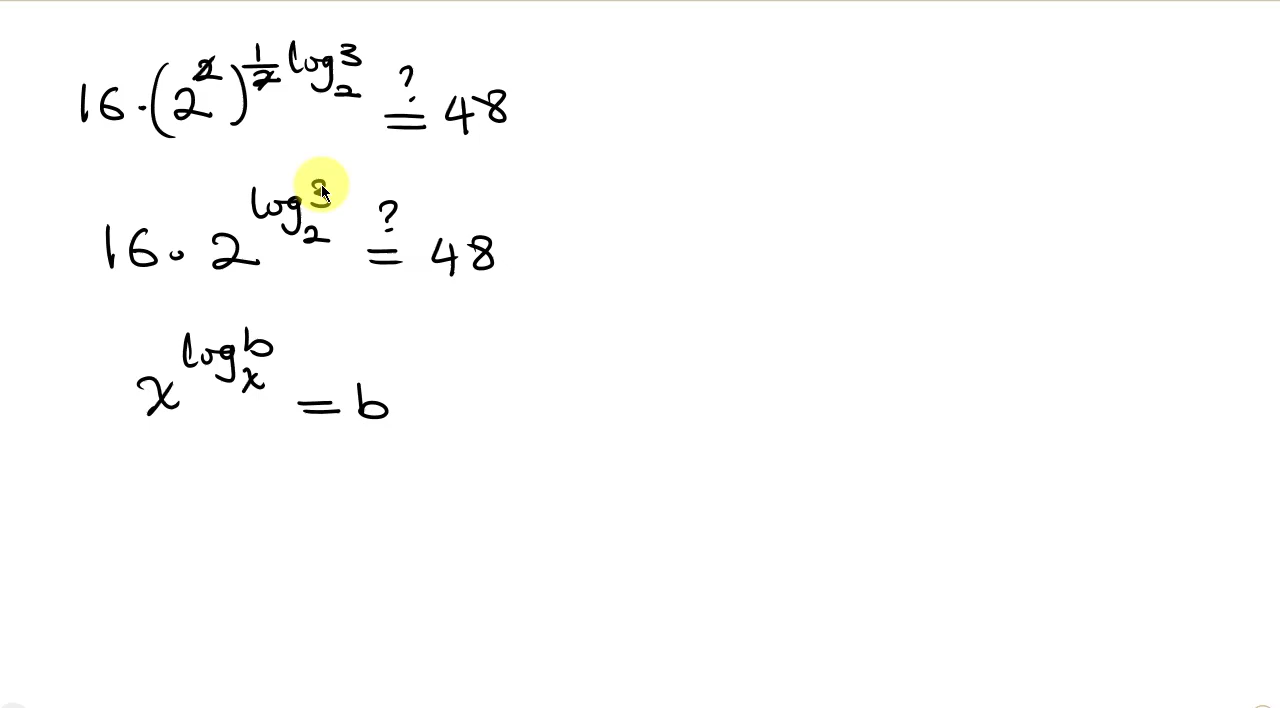 16·(2^2)^{1/2 log_2 3} ?= 48
16·2^{log_2 3} ?= 48
x^{log_x b} = b